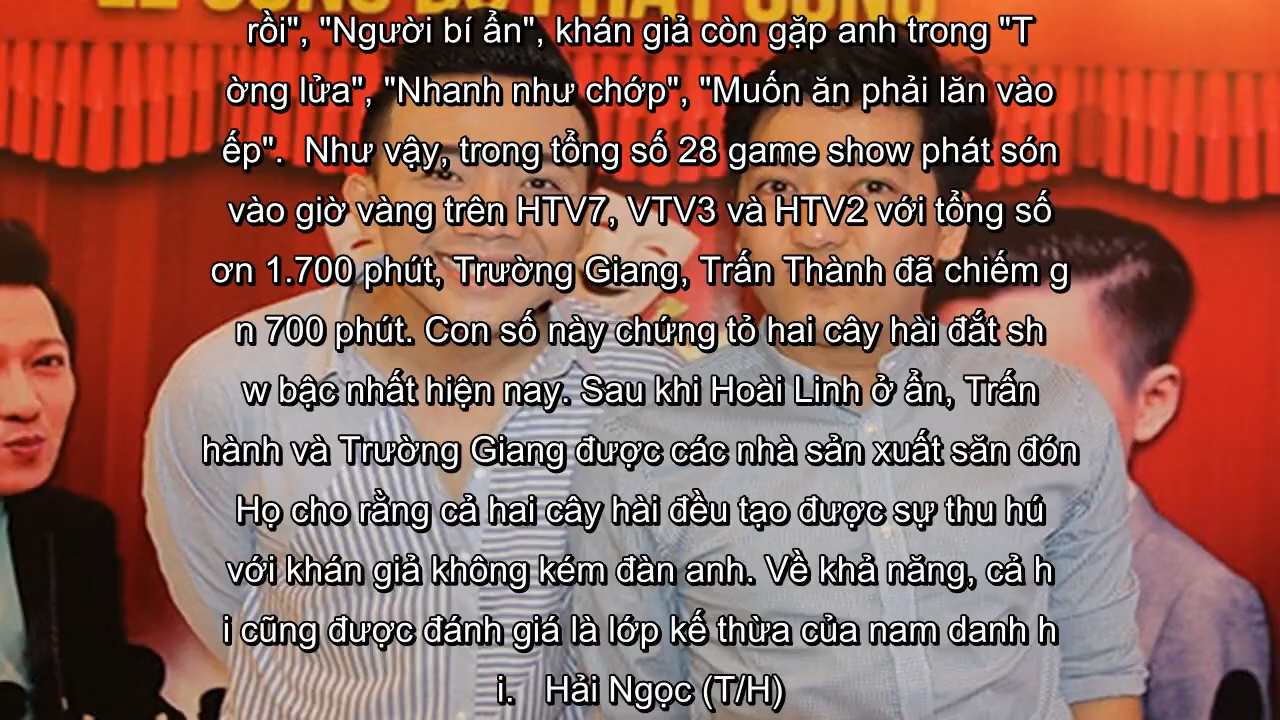 rồi", "Người bí ẩn", khán giả còn gặp anh trong "T
ờng lửa", "Nhanh như chớp", "Muốn ăn phải lăn vào
ếp".  Như vậy, trong tổng số 28 game show phát són
vào giờ vàng trên HTV7, VTV3 và HTV2 với tổng số
ơn 1.700 phút, Trường Giang, Trấn Thành đã chiếm g
n 700 phút. Con số này chứng tỏ hai cây hài đắt sh
w bậc nhất hiện nay. Sau khi Hoài Linh ở ẩn, Trấn
hành và Trường Giang được các nhà sản xuất săn đón
Họ cho rằng cả hai cây hài đều tạo được sự thu hú
với khán giả không kém đàn anh. Về khả năng, cả h
i cũng được đánh giá là lớp kế thừa của nam danh h
i.   Hải Ngọc (T/H)